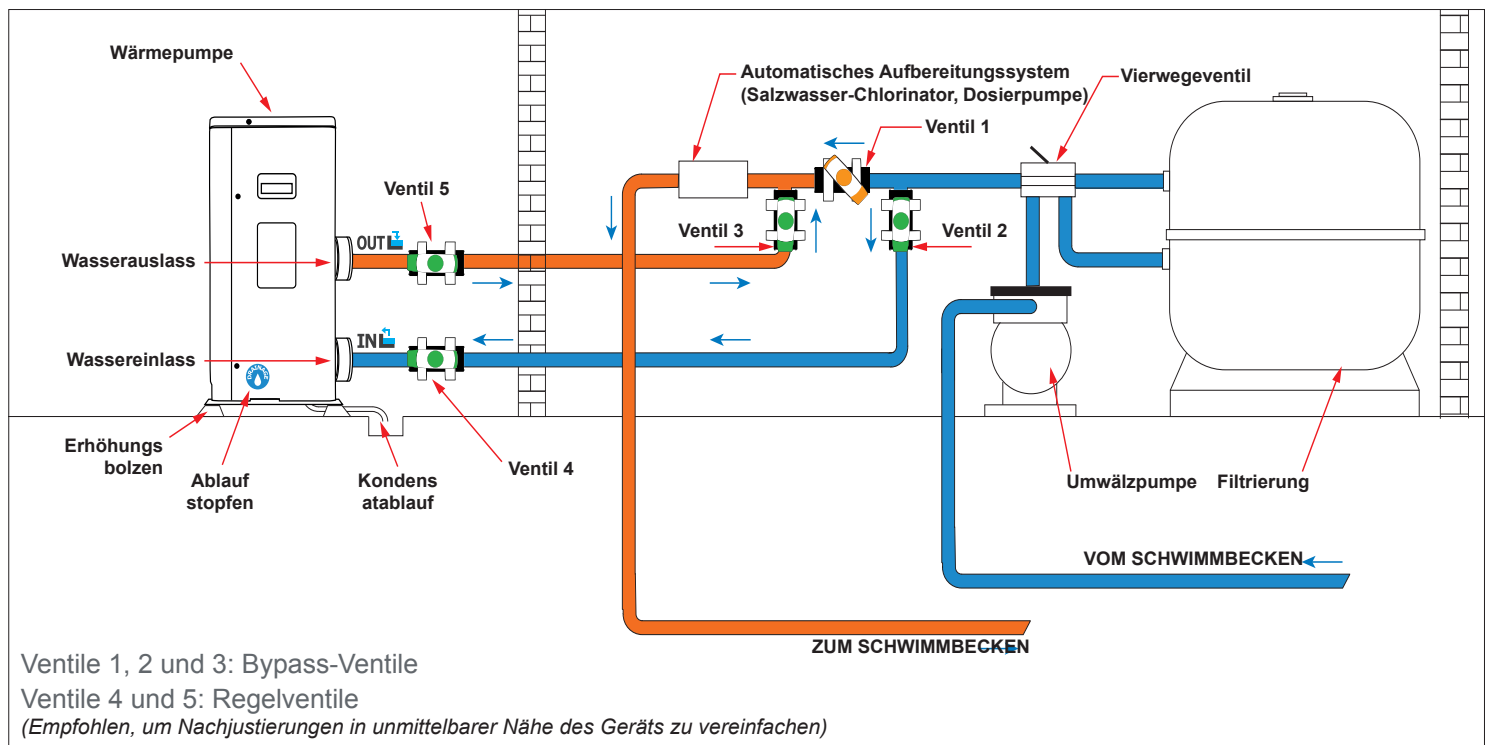 Wärmepumpe
Automatisches Aufbereitungssystem
(Salzwasser-Chlorinator, Dosierpumpe)
Vierwegeventil
Ventil 1
Ventil 5
Ventil 3
Ventil 2
OUT
Wasserauslass
IN
Wassereinlass
Erhöhungs
bolzen
Ablauf
stopfen
Kondens
atablauf
Ventil 4
Umwälzpumpe
Filtrierung
VOM SCHWIMMBECKEN
ZUM SCHWIMMBECKEN
Ventile 1, 2 und 3: Bypass-Ventile
Ventile 4 und 5: Regelventile
(Empfohlen, um Nachjustierungen in unmittelbarer Nähe des Geräts zu vereinfachen)